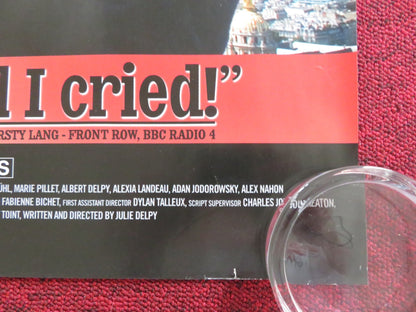 I cried!”
RSTY LANG - FRONT ROW, BBC RADIO 4
S
ÜHL, MARIE PILLET, ALBERT DELPY, ALEXIA LANDEAU, ADAN JODOROWSKY, ALEX NAHON
FABIENNE BICHET, FIRST ASSISTANT DIRECTOR DYLAN TALLEUX, SCRIPT SUPERVISOR CHARLES JO
TOINT, WRITTEN AND DIRECTED BY JULIE DELPY